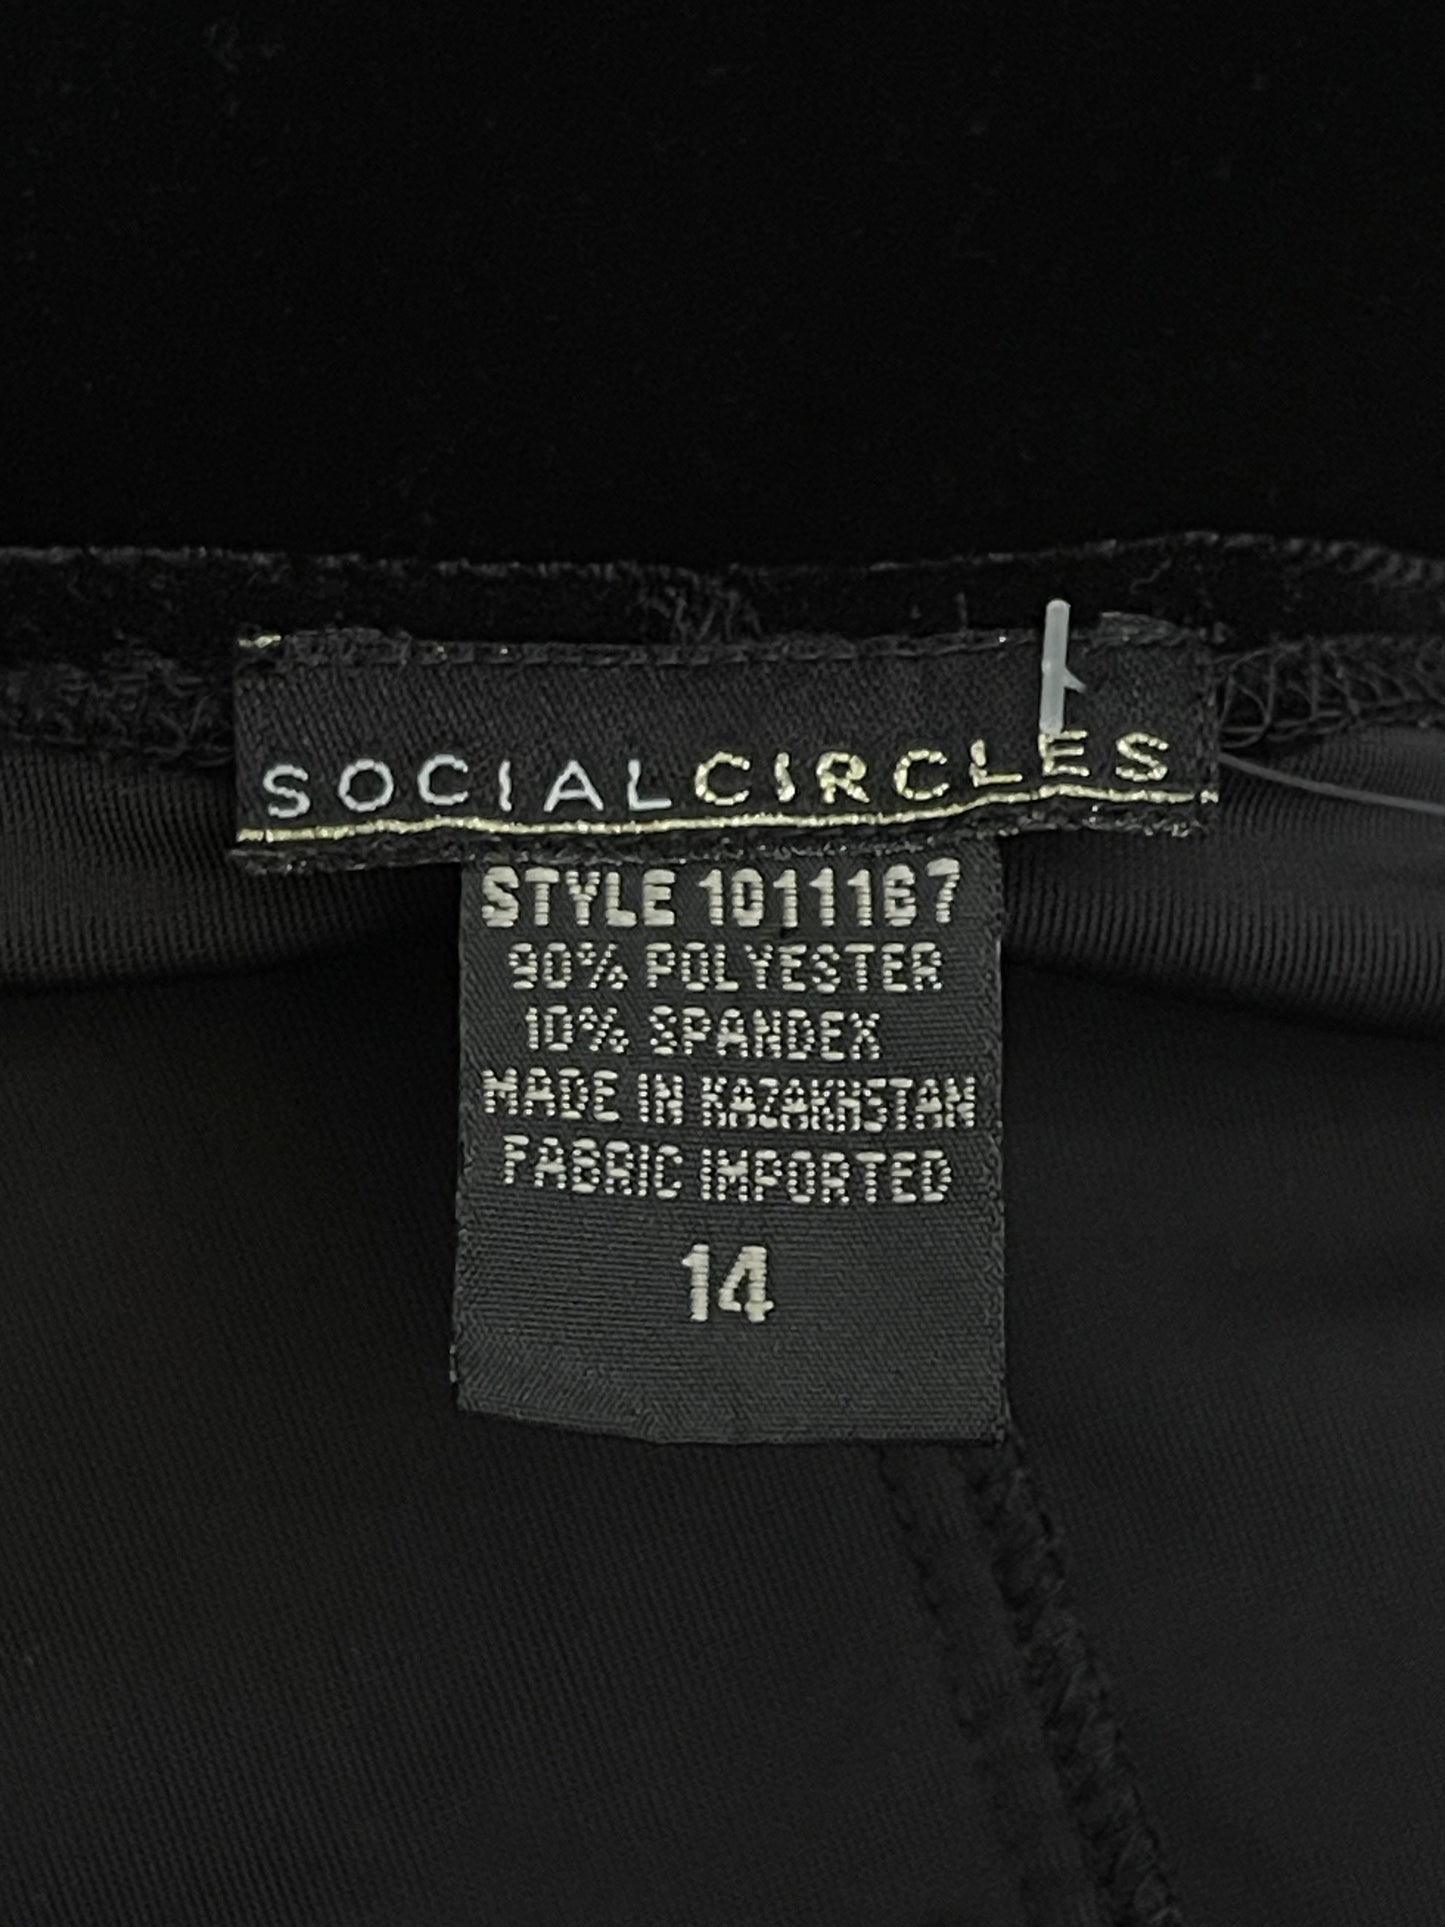 SOCIALCIRCLES
STYLE 1011167
90% POLYESTER
10% SPANDEX
MADE IN KAZAKHSTAN
FABRIC IMPORTED
14